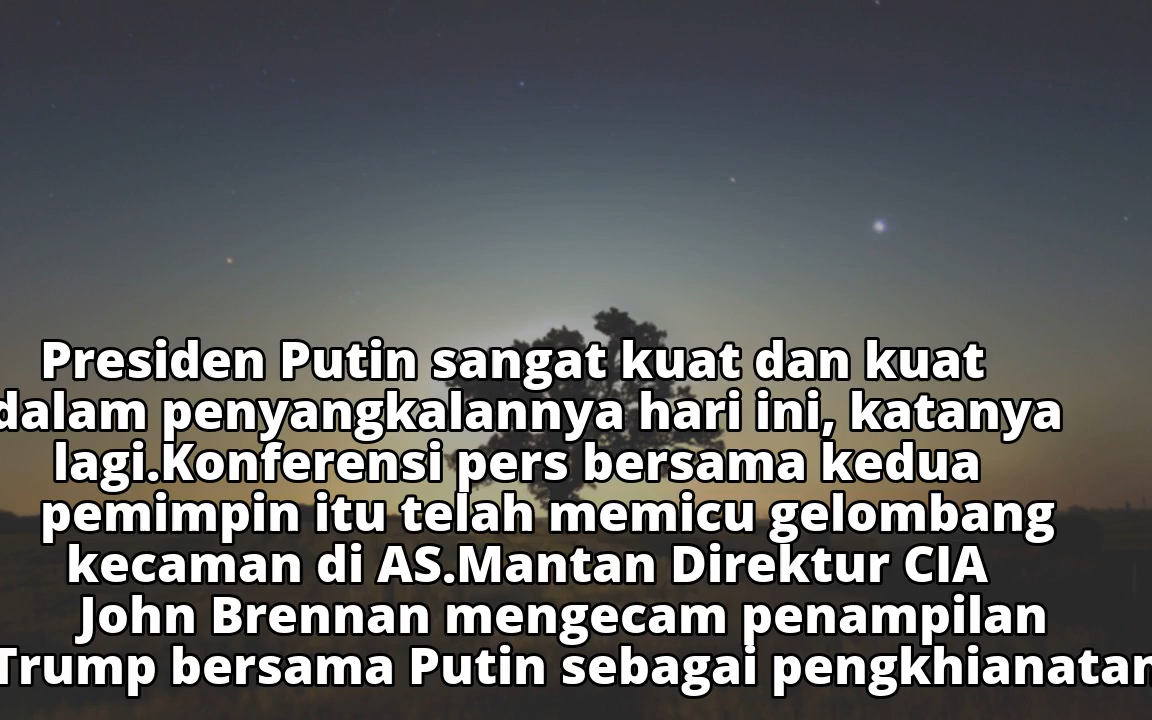 Presiden Putin sangat kuat dan kuat
dalam penyangkalannya hari ini, katanya
lagi.Konferensi pers bersama kedua
pemimpin itu telah memicu gelombang
kecaman di AS.Mantan Direktur CIA
John Brennan mengecam penampilan
Trump bersama Putin sebagai pengkhianatan